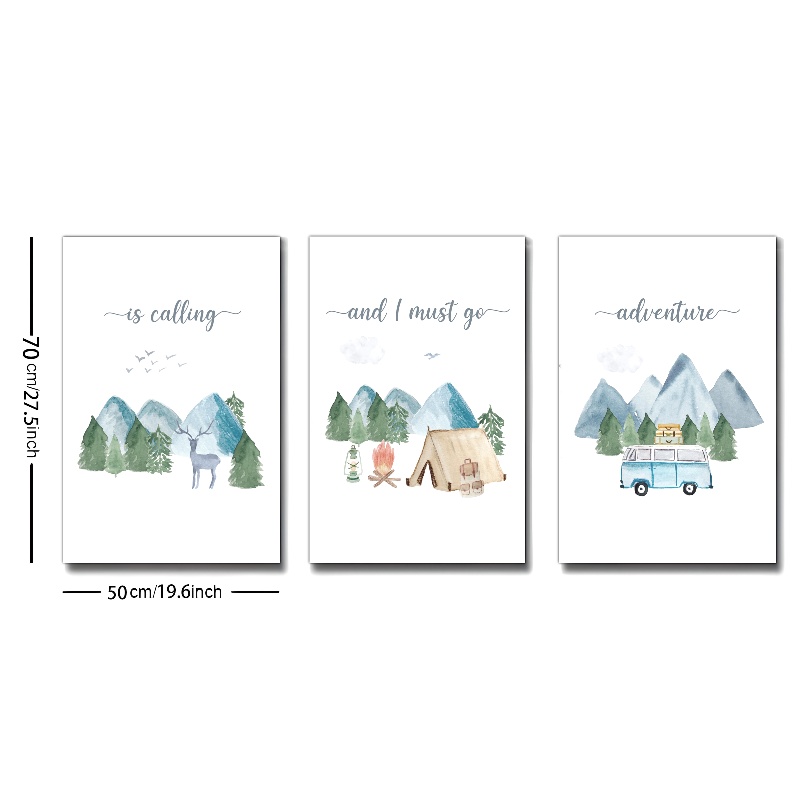 is calling
and I must go
adventure
70cm/27.5inch
50cm/19.6inch